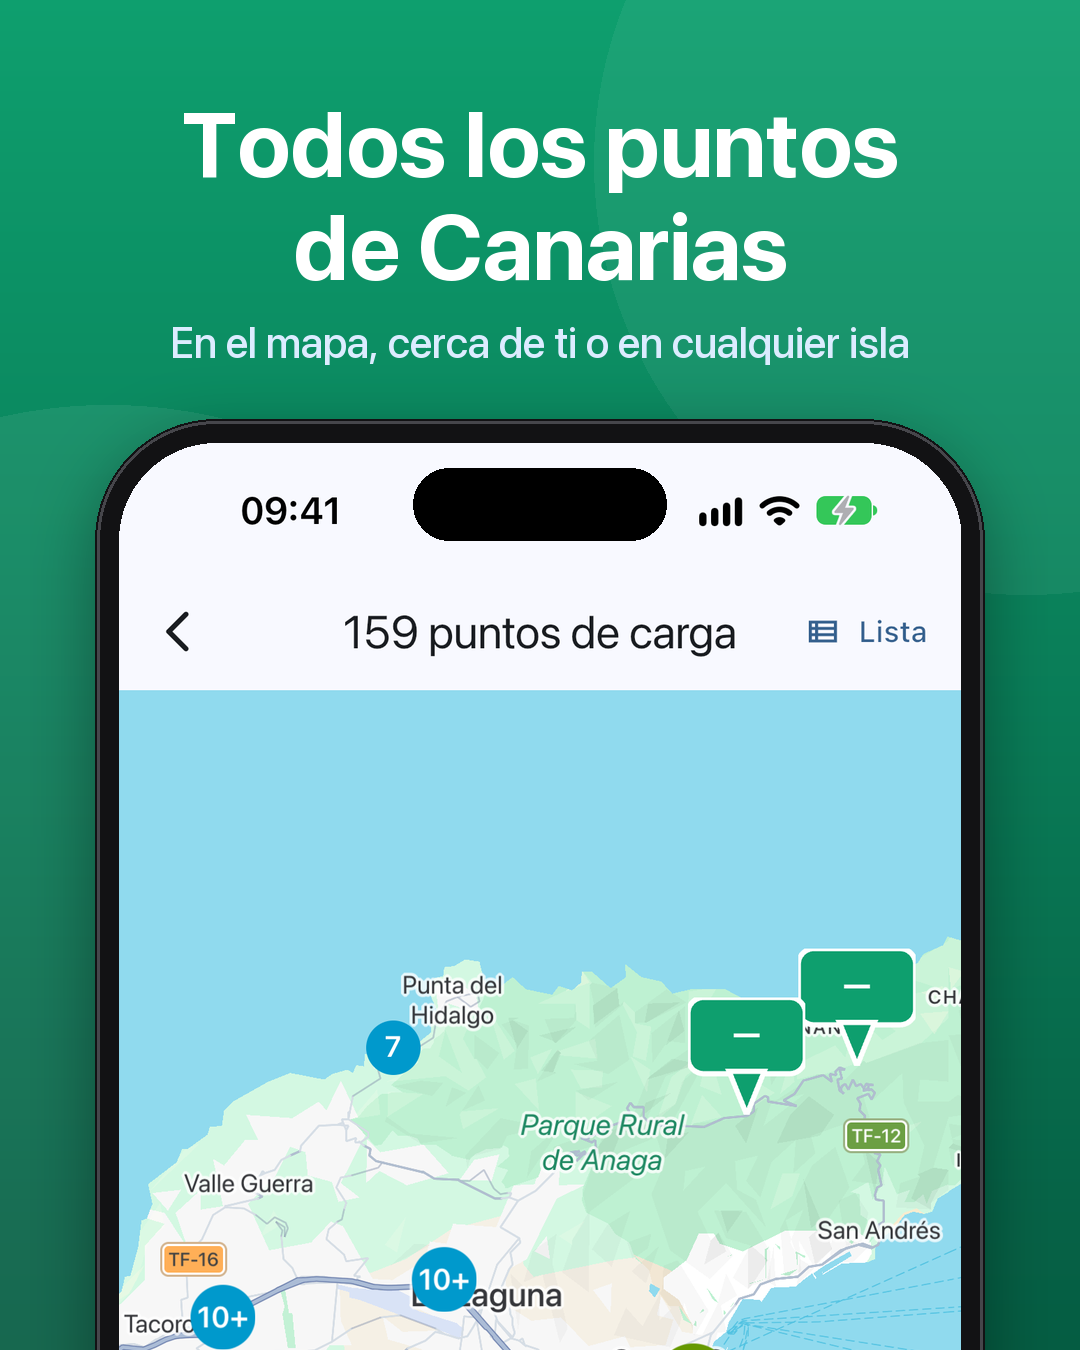 Todos los puntos
de Canarias
En el mapa, cerca de ti o en cualquier isla
09:41
159 puntos de carga
Lista
Punta del
Hidalgo
7
–
–
Parque Rural
de Anaga
TF-12
Valle Guerra
San Andrés
TF-16
10+
Laguna
10+